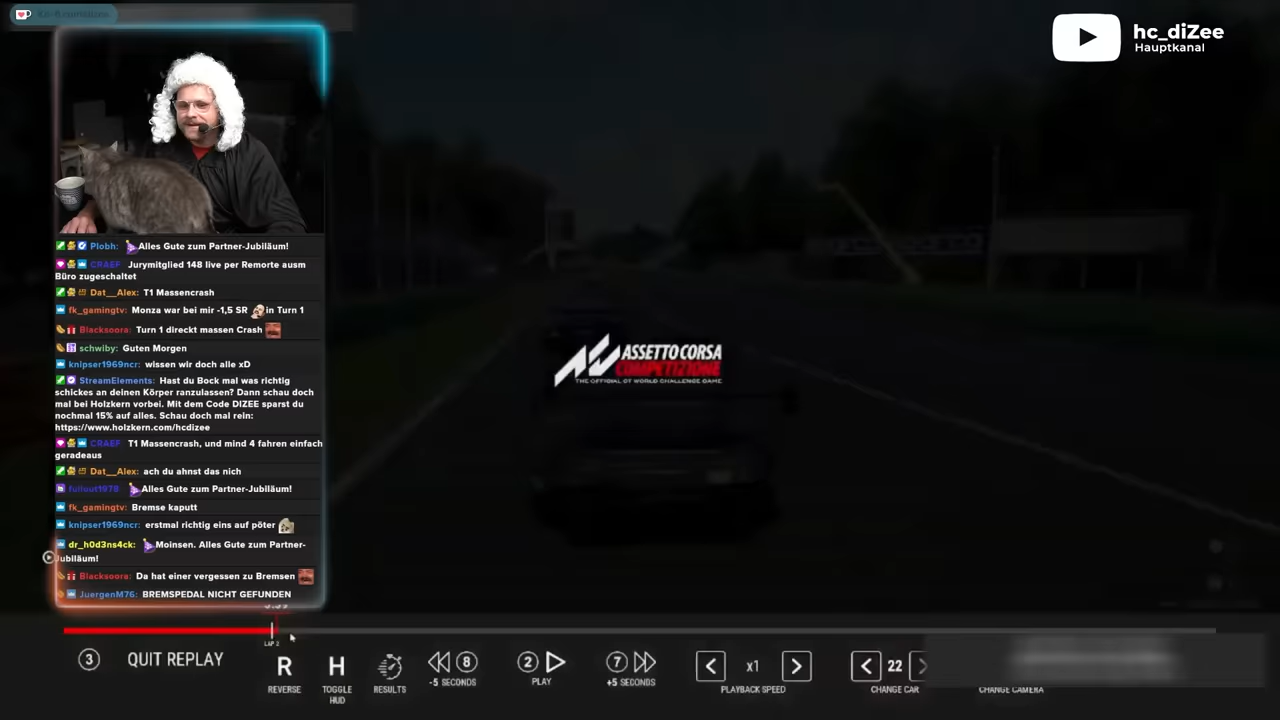 hc_diZee
Hauptkanal
Plobh: Alles Gute zum Partner-Jubiläum!
CRAEF Jurymitglied 148 live per Remorte ausm
Büro zugeschaltet
Dat__Alex: T1 Massencrash
fk_gamingtv: Monza war bei mir -1,5 SR in Turn 1
Blacksoora: Turn 1 direckt massen Crash
schwiby: Guten Morgen
knipser1969ncr: wissen wir doch alle xD
StreamElements: Hast du Bock mal was richtig
schickes an deinen Körper ranzulassen? Dann schau doch
mal bei Holzkern vorbei. Mit dem Code DIZEE sparst du
nochmal 15% auf alles. Schau doch mal rein:
https://www.holzkern.com/hcdizee
CRAEF T1 Massencrash, und mind 4 fahren einfach
geradeaus
Dat__Alex: ach du ahnst das nich
Alles Gute zum Partner-Jubiläum!
fk_gamingtv: Bremse kaputt
knipser1969ncr: erstmal richtig eins auf pöter
dr_h0d3ns4ck: Moinsen. Alles Gute zum Partner-
Jubiläum!
Blacksoora: Da hat einer vergessen zu Bremsen
JuergenM76: BREMSPEDAL NICHT GEFUNDEN
ASSETTO CORSA
COMPETIZIONE
THE OFFICIAL GT WORLD CHALLENGE GAME
LAP 2
3 QUIT REPLAY
R
REVERSE
H
TOGGLE
HUD
RESULTS
8
-5 SECONDS
2
PLAY
7
+5 SECONDS
< x1 >
PLAYBACK SPEED
< 22 >
CHANGE CAR
CHANGE CAMERA